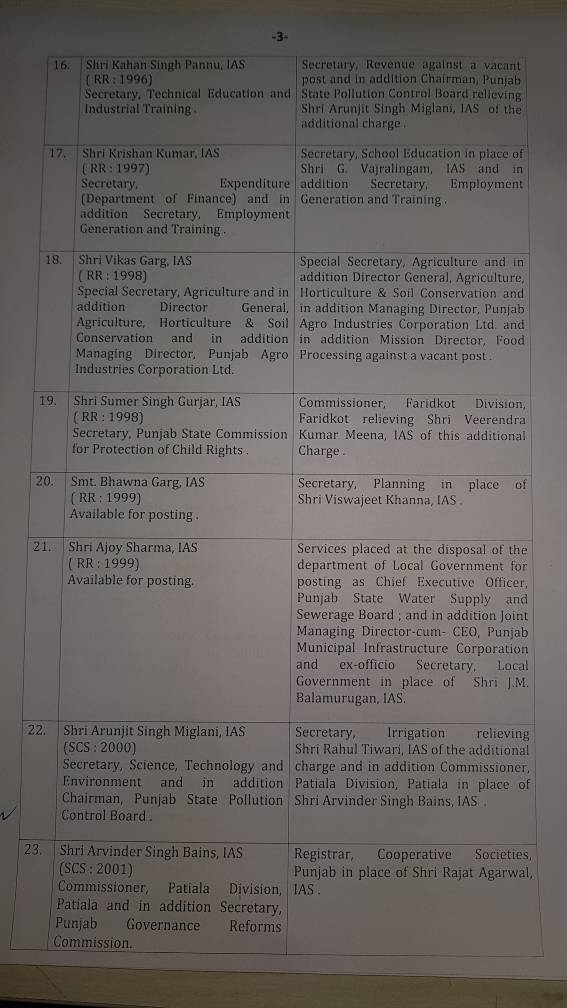 -3-
16. Shri Kahan Singh Pannu, IAS
( RR : 1996)
Secretary, Technical Education and
Industrial Training .
Secretary, Revenue against a vacant
post and in addition Chairman, Punjab
State Pollution Control Board relieving
Shri Arunjit Singh Miglani, IAS of the
additional charge .
17. Shri Krishan Kumar, IAS
( RR : 1997)
Secretary, Expenditure
(Department of Finance) and in
addition Secretary, Employment
Generation and Training .
Secretary, School Education in place of
Shri G. Vajralingam, IAS and in
addition Secretary, Employment
Generation and Training .
18. Shri Vikas Garg, IAS
( RR : 1998)
Special Secretary, Agriculture and in
addition Director General,
Agriculture, Horticulture & Soil
Conservation and in addition
Managing Director, Punjab Agro
Industries Corporation Ltd.
Special Secretary, Agriculture and in
addition Director General, Agriculture,
Horticulture & Soil Conservation and
in addition Managing Director, Punjab
Agro Industries Corporation Ltd. and
in addition Mission Director, Food
Processing against a vacant post .
19. Shri Sumer Singh Gurjar, IAS
( RR : 1998)
Secretary, Punjab State Commission
for Protection of Child Rights .
Commissioner, Faridkot Division,
Faridkot relieving Shri Veerendra
Kumar Meena, IAS of this additional
Charge .
20. Smt. Bhawna Garg, IAS
( RR : 1999)
Available for posting .
Secretary, Planning in place of
Shri Viswajeet Khanna, IAS .
21. Shri Ajoy Sharma, IAS
( RR : 1999)
Available for posting.
Services placed at the disposal of the
department of Local Government for
posting as Chief Executive Officer,
Punjab State Water Supply and
Sewerage Board ; and in addition Joint
Managing Director-cum- CEO, Punjab
Municipal Infrastructure Corporation
and ex-officio Secretary, Local
Government in place of Shri J.M.
Balamurugan, IAS.
22. Shri Arunjit Singh Miglani, IAS
(SCS : 2000)
Secretary, Science, Technology and
Environment and in addition
Chairman, Punjab State Pollution
Control Board .
Secretary, Irrigation relieving
Shri Rahul Tiwari, IAS of the additional
charge and in addition Commissioner,
Patiala Division, Patiala in place of
Shri Arvinder Singh Bains, IAS .
23. Shri Arvinder Singh Bains, IAS
(SCS : 2001)
Commissioner, Patiala Division,
Patiala and in addition Secretary,
Punjab Governance Reforms
Commission.
Registrar, Cooperative Societies,
Punjab in place of Shri Rajat Agarwal,
IAS .